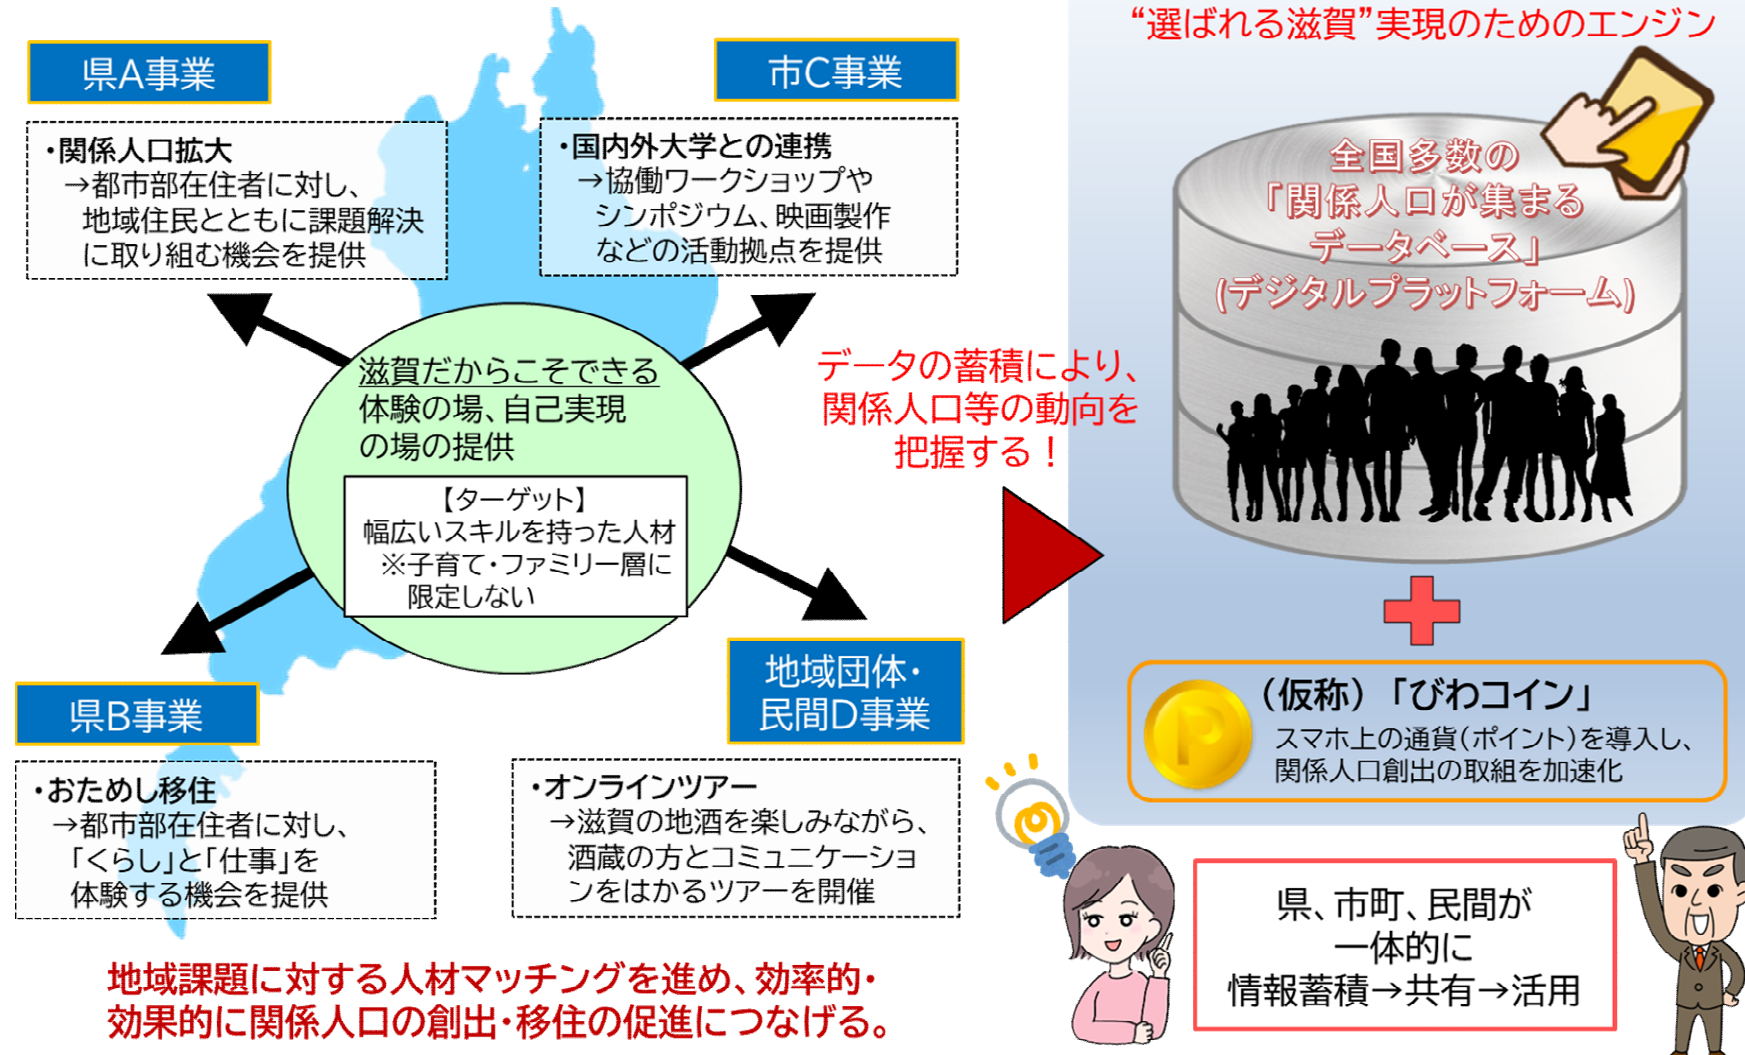 県A事業
・関係人口拡大
→都市部在住者に対し、
地域住民とともに課題解決
に取り組む機会を提供
市C事業
・国内外大学との連携
→協働ワークショップや
シンポジウム、映画製作
などの活動拠点を提供
滋賀だからこそできる
体験の場、自己実現
の場の提供
【ターゲット】
幅広いスキルを持った人材
※子育て・ファミリー層に
限定しない
県B事業
・おためし移住
→都市部在住者に対し、
「くらし」と「仕事」を
体験する機会を提供
地域団体・
民間D事業
・オンラインツアー
→滋賀の地酒を楽しみながら、
酒蔵の方とコミュニケーショ
ンをはかるツアーを開催
地域課題に対する人材マッチングを進め、効率的・
効果的に関係人口の創出・移住の促進につなげる。
データの蓄積により、
関係人口等の動向を
把握する！
“選ばれる滋賀”実現のためのエンジン
全国多数の
「関係人口が集まる
データベース」
(デジタルプラットフォーム)
P
（仮称）「びわコイン」
スマホ上の通貨（ポイント）を導入し、
関係人口創出の取組を加速化
県、市町、民間が
一体的に
情報蓄積→共有→活用